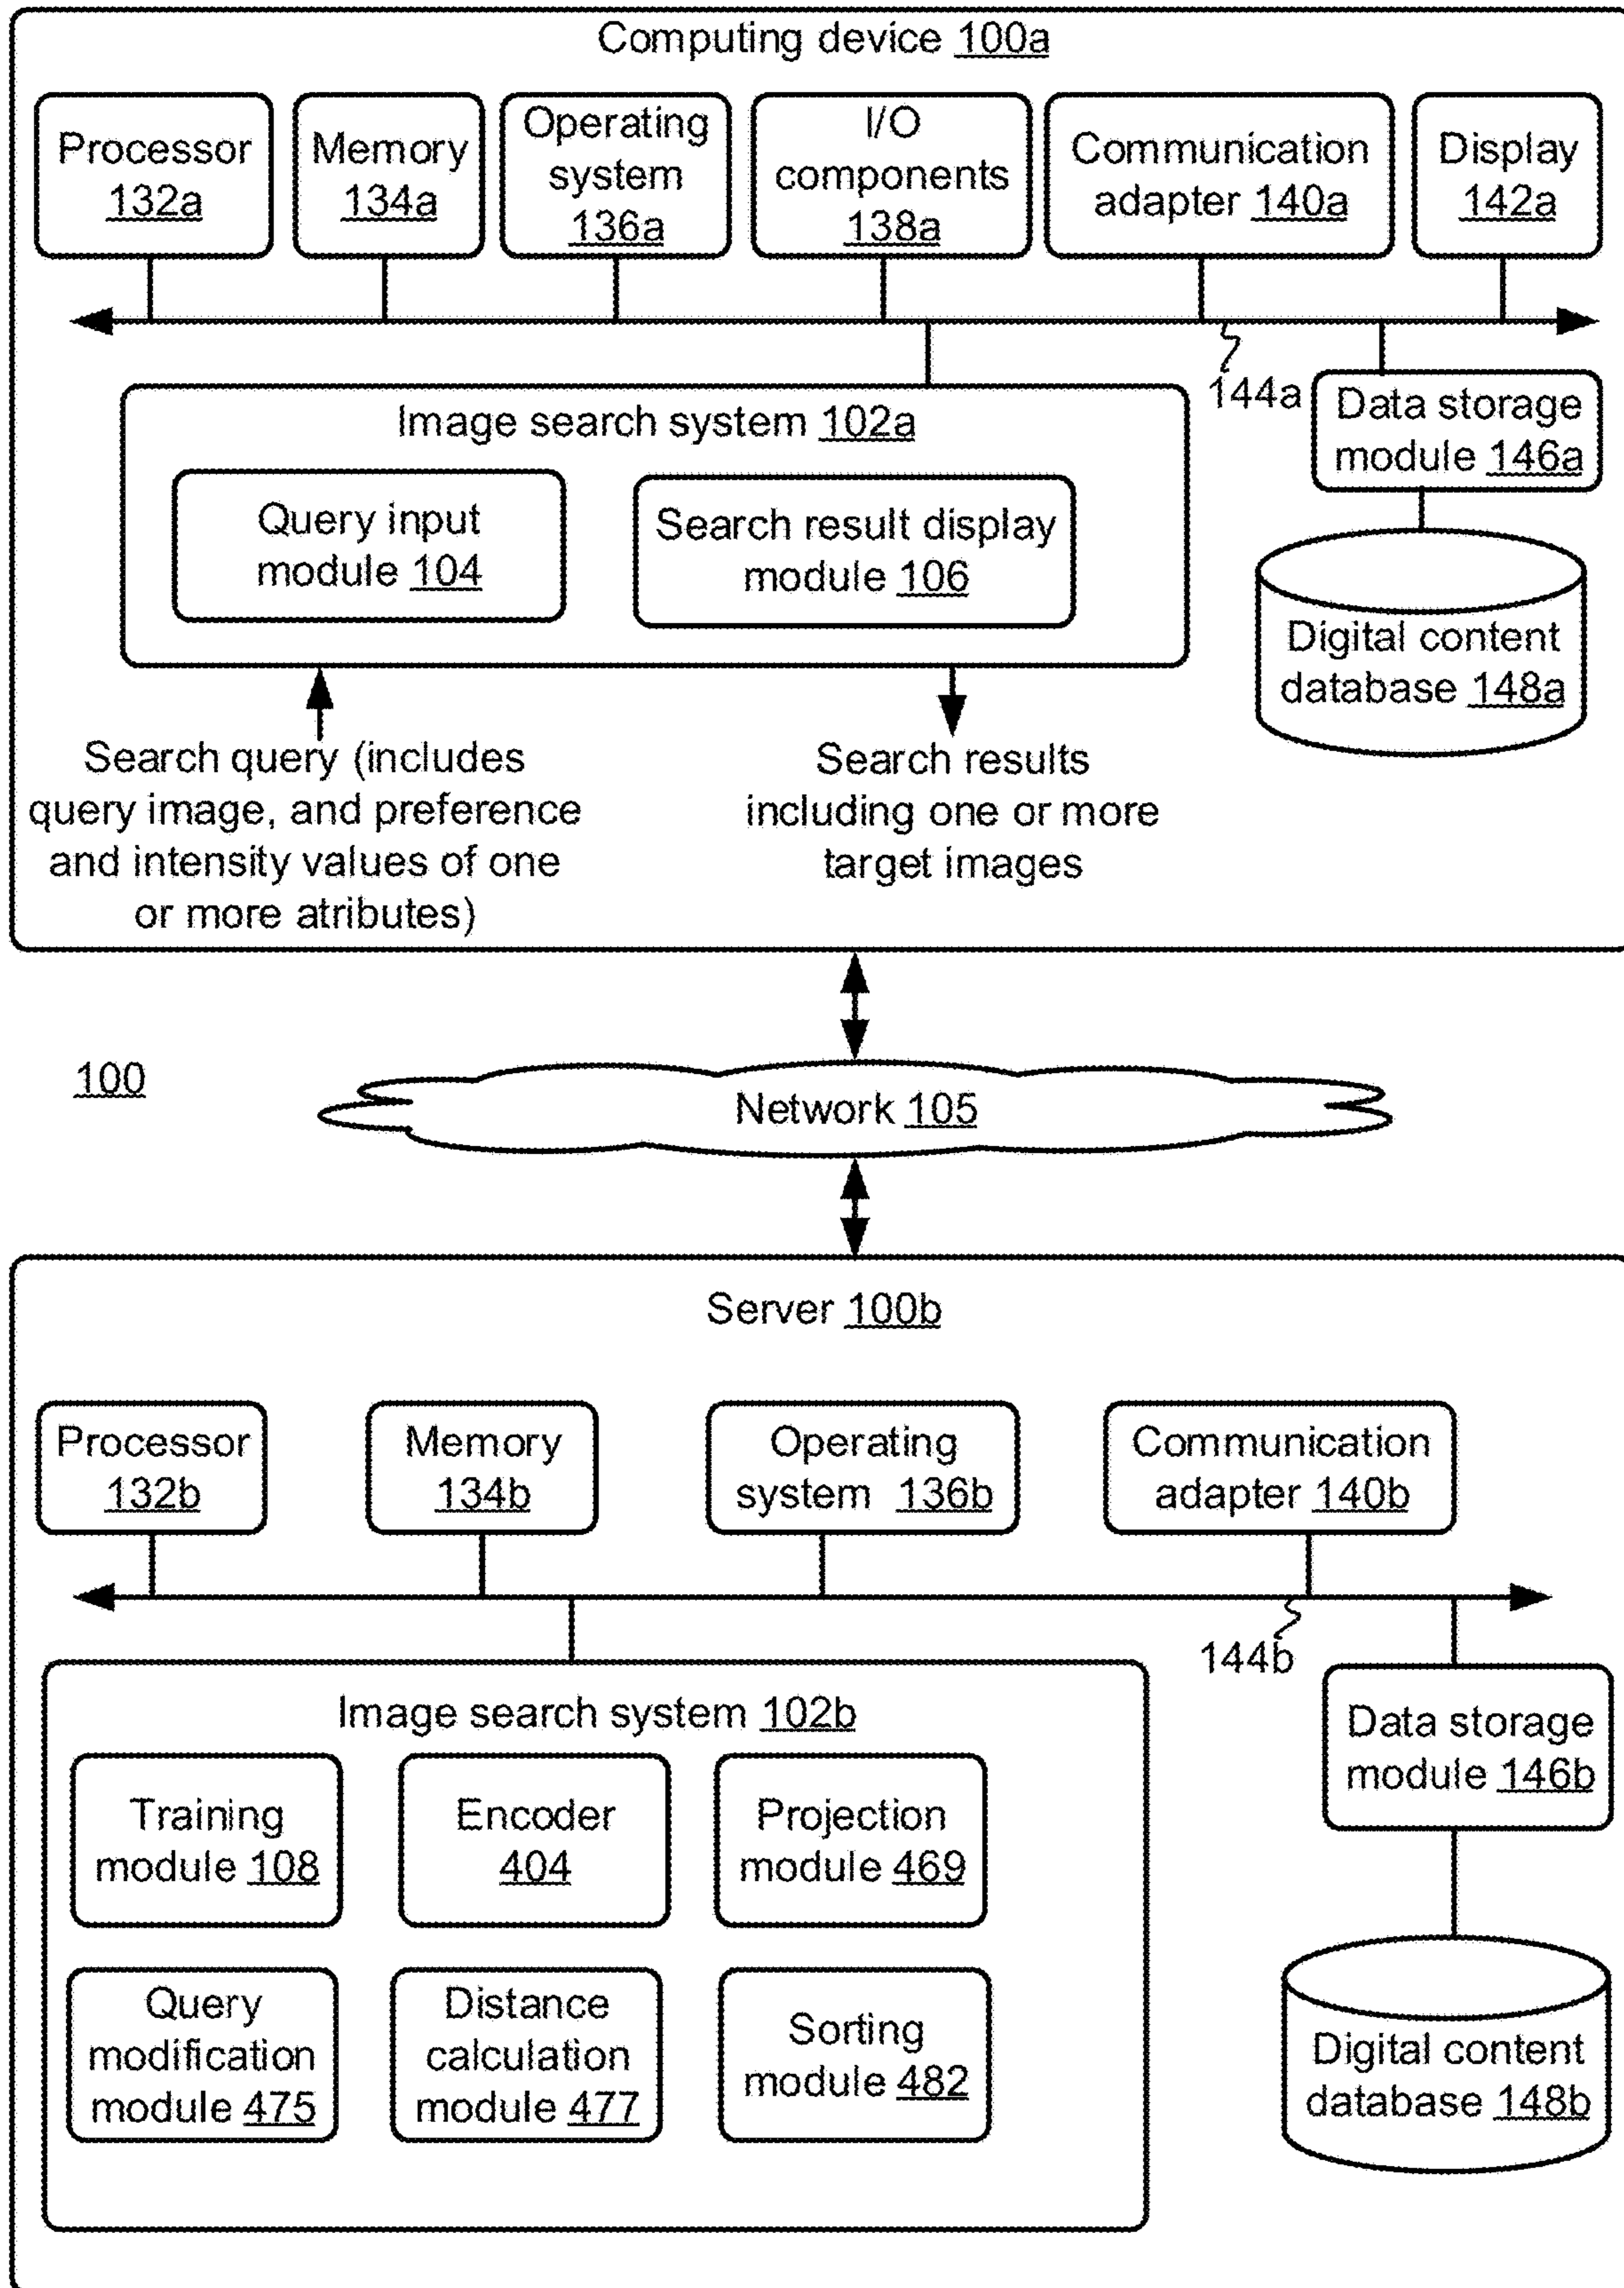 Computing device 100a
Processor
132a
Memory
134a
Operating
system
136a
I/O
components
138a
Communication
adapter 140a
Display
142a
144a
Image search system 102a
Query input
module 104
Search result display
module 106
Data storage
module 146a
Digital content
database 148a
Search query (includes
query image, and preference
and intensity values of one
or more atributes)
Search results
including one or more
target images
100
Network 105
Server 100b
Processor
132b
Memory
134b
Operating
system 136b
Communication
adapter 140b
144b
Image search system 102b
Training
module 108
Encoder
404
Projection
module 469
Query
modification
module 475
Distance
calculation
module 477
Sorting
module 482
Data storage
module 146b
Digital content
database 148b